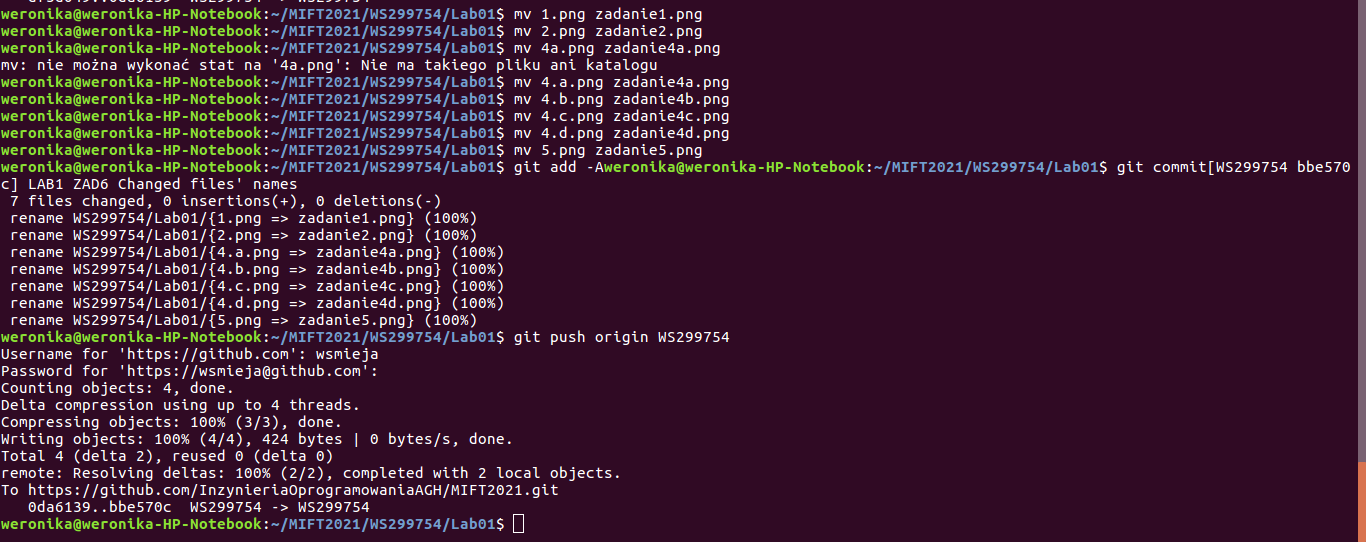 weronika@weronika-HP-Notebook:~/MIFT2021/WS299754/Lab01$ mv 1.png zadanie1.png
weronika@weronika-HP-Notebook:~/MIFT2021/WS299754/Lab01$ mv 2.png zadanie2.png
weronika@weronika-HP-Notebook:~/MIFT2021/WS299754/Lab01$ mv 4a.png zadanie4a.png
mv: nie można wykonać stat na '4a.png': Nie ma takiego pliku ani katalogu
weronika@weronika-HP-Notebook:~/MIFT2021/WS299754/Lab01$ mv 4.a.png zadanie4a.png
weronika@weronika-HP-Notebook:~/MIFT2021/WS299754/Lab01$ mv 4.b.png zadanie4b.png
weronika@weronika-HP-Notebook:~/MIFT2021/WS299754/Lab01$ mv 4.c.png zadanie4c.png
weronika@weronika-HP-Notebook:~/MIFT2021/WS299754/Lab01$ mv 4.d.png zadanie4d.png
weronika@weronika-HP-Notebook:~/MIFT2021/WS299754/Lab01$ mv 5.png zadanie5.png
weronika@weronika-HP-Notebook:~/MIFT2021/WS299754/Lab01$ git add -Aweronika@weronika-HP-Notebook:~/MIFT2021/WS299754/Lab01$ git commit[WS299754 bbe570
c] LAB1 ZAD6 Changed files' names
 7 files changed, 0 insertions(+), 0 deletions(-)
 rename WS299754/Lab01/{1.png => zadanie1.png} (100%)
 rename WS299754/Lab01/{2.png => zadanie2.png} (100%)
 rename WS299754/Lab01/{4.a.png => zadanie4a.png} (100%)
 rename WS299754/Lab01/{4.b.png => zadanie4b.png} (100%)
 rename WS299754/Lab01/{4.c.png => zadanie4c.png} (100%)
 rename WS299754/Lab01/{4.d.png => zadanie4d.png} (100%)
 rename WS299754/Lab01/{5.png => zadanie5.png} (100%)
weronika@weronika-HP-Notebook:~/MIFT2021/WS299754/Lab01$ git push origin WS299754
Username for 'https://github.com': wsmieja
Password for 'https://wsmieja@github.com':
Counting objects: 4, done.
Delta compression using up to 4 threads.
Compressing objects: 100% (3/3), done.
Writing objects: 100% (4/4), 424 bytes | 0 bytes/s, done.
Total 4 (delta 2), reused 0 (delta 0)
remote: Resolving deltas: 100% (2/2), completed with 2 local objects.
To https://github.com/InzynieriaOprogramowaniaAGH/MIFT2021.git
   0da6139..bbe570c  WS299754 -> WS299754
weronika@weronika-HP-Notebook:~/MIFT2021/WS299754/Lab01$